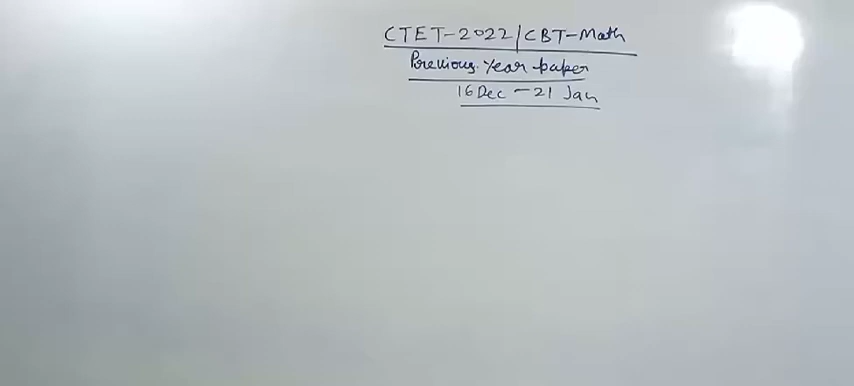 CTET-2022/CBT-Math
Previous Year paper
16 Dec - 21 Jan